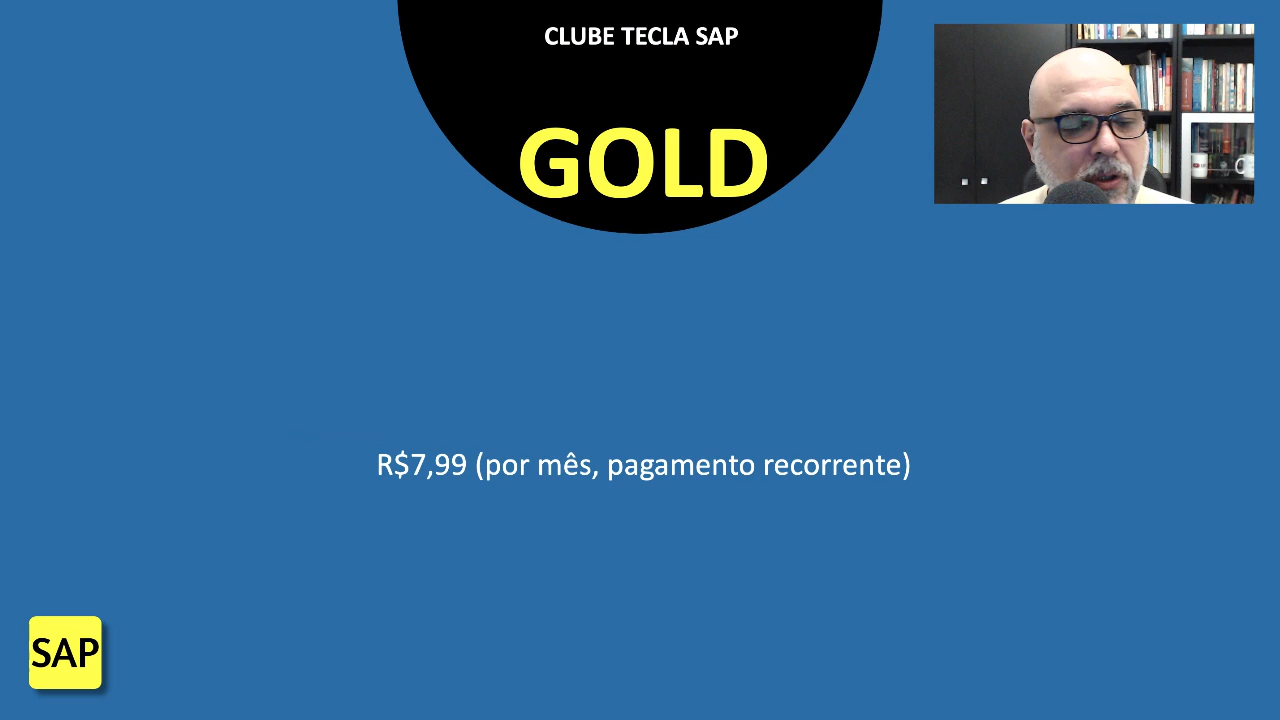 CLUBE TECLA SAP
GOLD
R$7,99 (por mês, pagamento recorrente)
SAP